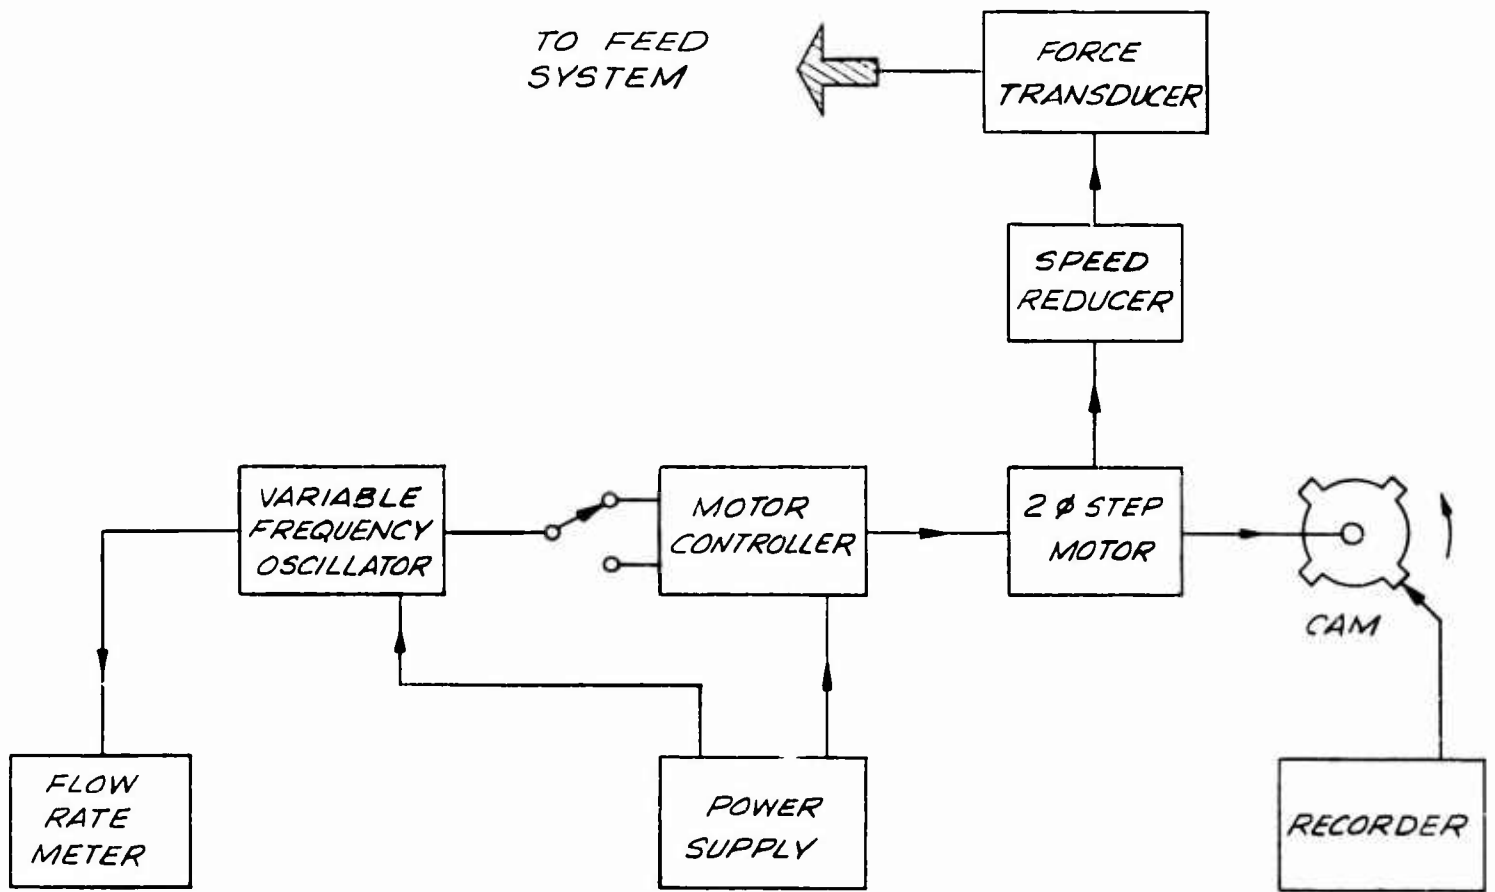 TO FEED
SYSTEM
FORCE
TRANSDUCER
SPEED
REDUCER
VARIABLE
FREQUENCY
OSCILLATOR
MOTOR
CONTROLLER
2 φ STEP
MOTOR
CAM
FLOW
RATE
METER
POWER
SUPPLY
RECORDER